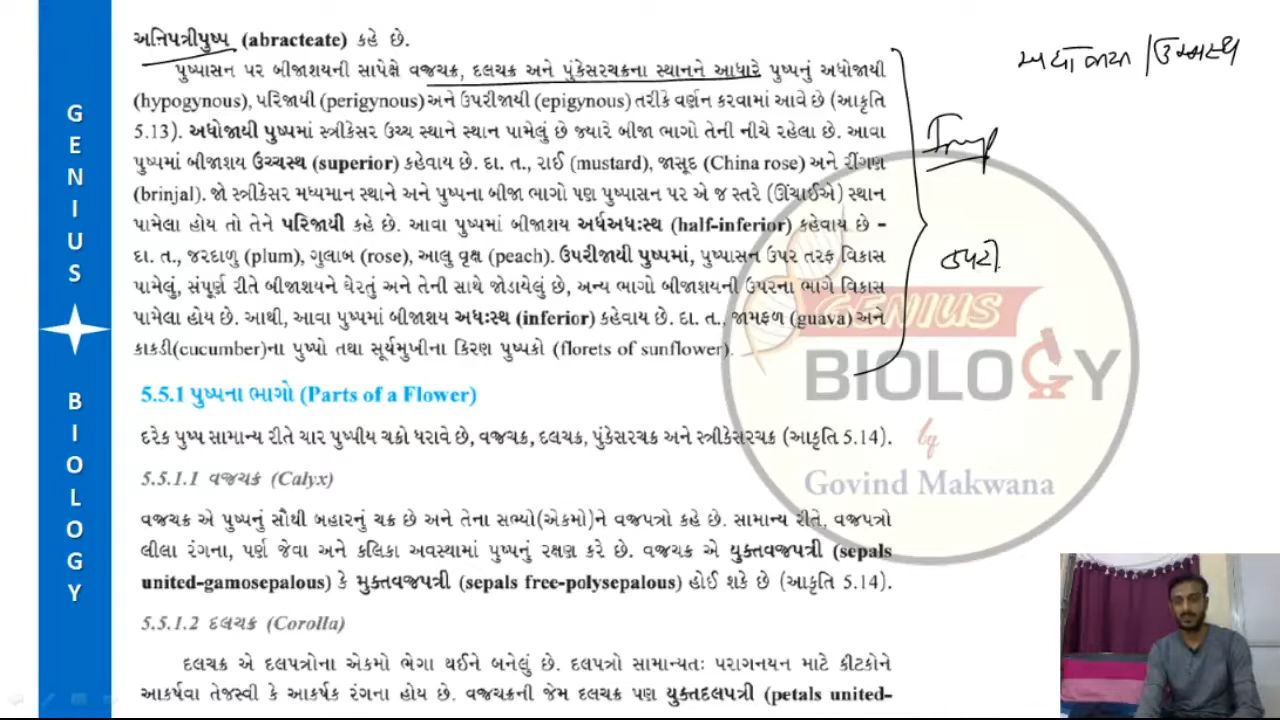 GENIUS
BIOLOGY
અનિપત્રીપુષ્પ (abracteate) કહે છે.
પુષ્પાસન પર બીજાશયની સાપેક્ષે વજચક્ર, દલચક્ર અને પુંકેસરચક્રના સ્થાનને આધારે પુષ્પનું અધોજાયી
(hypogynous), પરિજાયી (perigynous) અને ઉપરીજાયી (epigynous) તરીકે વર્ણન કરવામાં આવે છે (આકૃતિ
5.13). અધોજાયી પુષ્પમાં સ્ત્રીકેસર ઉચ્ચ સ્થાને સ્થાન પામેલું છે જ્યારે બીજા ભાગો તેની નીચે રહેલા છે. આવા
પુષ્પમાં બીજાશય ઉચ્ચસ્થ (superior) કહેવાય છે. દા. ત., રાઈ (mustard), જાસૂદ (China rose) અને રીંગણ
(brinjal). જો સ્ત્રીકેસર મધ્યમાન સ્થાને અને પુષ્પના બીજા ભાગો પણ પુષ્પાસન પર એ જ સ્તરે (ઊંચાઈએ) સ્થાન
પામેલા હોય તો તેને પરિજાયી કહે છે. આવા પુષ્પમાં બીજાશય અર્ધઅધઃસ્થ (half-inferior) કહેવાય છે –
દા. ત., જરદાળુ (plum), ગુલાબ (rose), આલુ વૃક્ષ (peach). ઉપરીજાયી પુષ્પમાં, પુષ્પાસન ઉપર તરફ વિકાસ
પામેલું, સંપૂર્ણ રીતે બીજાશયને ઘેરતું અને તેની સાથે જોડાયેલું છે, અન્ય ભાગો બીજાશયની ઉપરના ભાગે વિકાસ
પામેલા હોય છે. આથી, આવા પુષ્પમાં બીજાશય અધઃસ્થ (inferior) કહેવાય છે. દા. ત., જામફળ (guava) અને
કાકડી(cucumber)ના પુષ્પો તથા સૂર્યમુખીના કિરણ પુષ્પકો (florets of sunflower).
5.5.1 પુષ્પના ભાગો (Parts of a Flower)
દરેક પુષ્પ સામાન્ય રીતે ચાર પુષ્પીય ચક્રો ધરાવે છે, વજચક્ર, દલચક્ર, પુંકેસરચક્ર અને સ્ત્રીકેસરચક્ર (આકૃતિ 5.14).
5.5.1.1 વજચક્ર (Calyx)
વજચક્ર એ પુષ્પનું સૌથી બહારનું ચક્ર છે અને તેના સભ્યો(એકમો)ને વજપત્રો કહે છે. સામાન્ય રીતે, વજપત્રો
લીલા રંગના, પર્ણ જેવા અને કલિકા અવસ્થામાં પુષ્પનું રક્ષણ કરે છે. વજચક્ર એ યુક્તવજપત્રી (sepals
united-gamosepalous) કે મુક્તવજપત્રી (sepals free-polysepalous) હોઈ શકે છે (આકૃતિ 5.14).
5.5.1.2 દલચક્ર (Corolla)
દલચક્ર એ દલપત્રોના એકમો ભેગા થઈને બનેલું છે. દલપત્રો સામાન્યતઃ પરાગનયન માટે કીટકોને
આકર્ષવા તેજસ્વી કે આકર્ષક રંગના હોય છે. વજચક્રની જેમ દલચક્ર પણ યુક્તદલપત્રી (petals united-
Imp
GENIUS
BIOLOGY
by
Govind Makwana